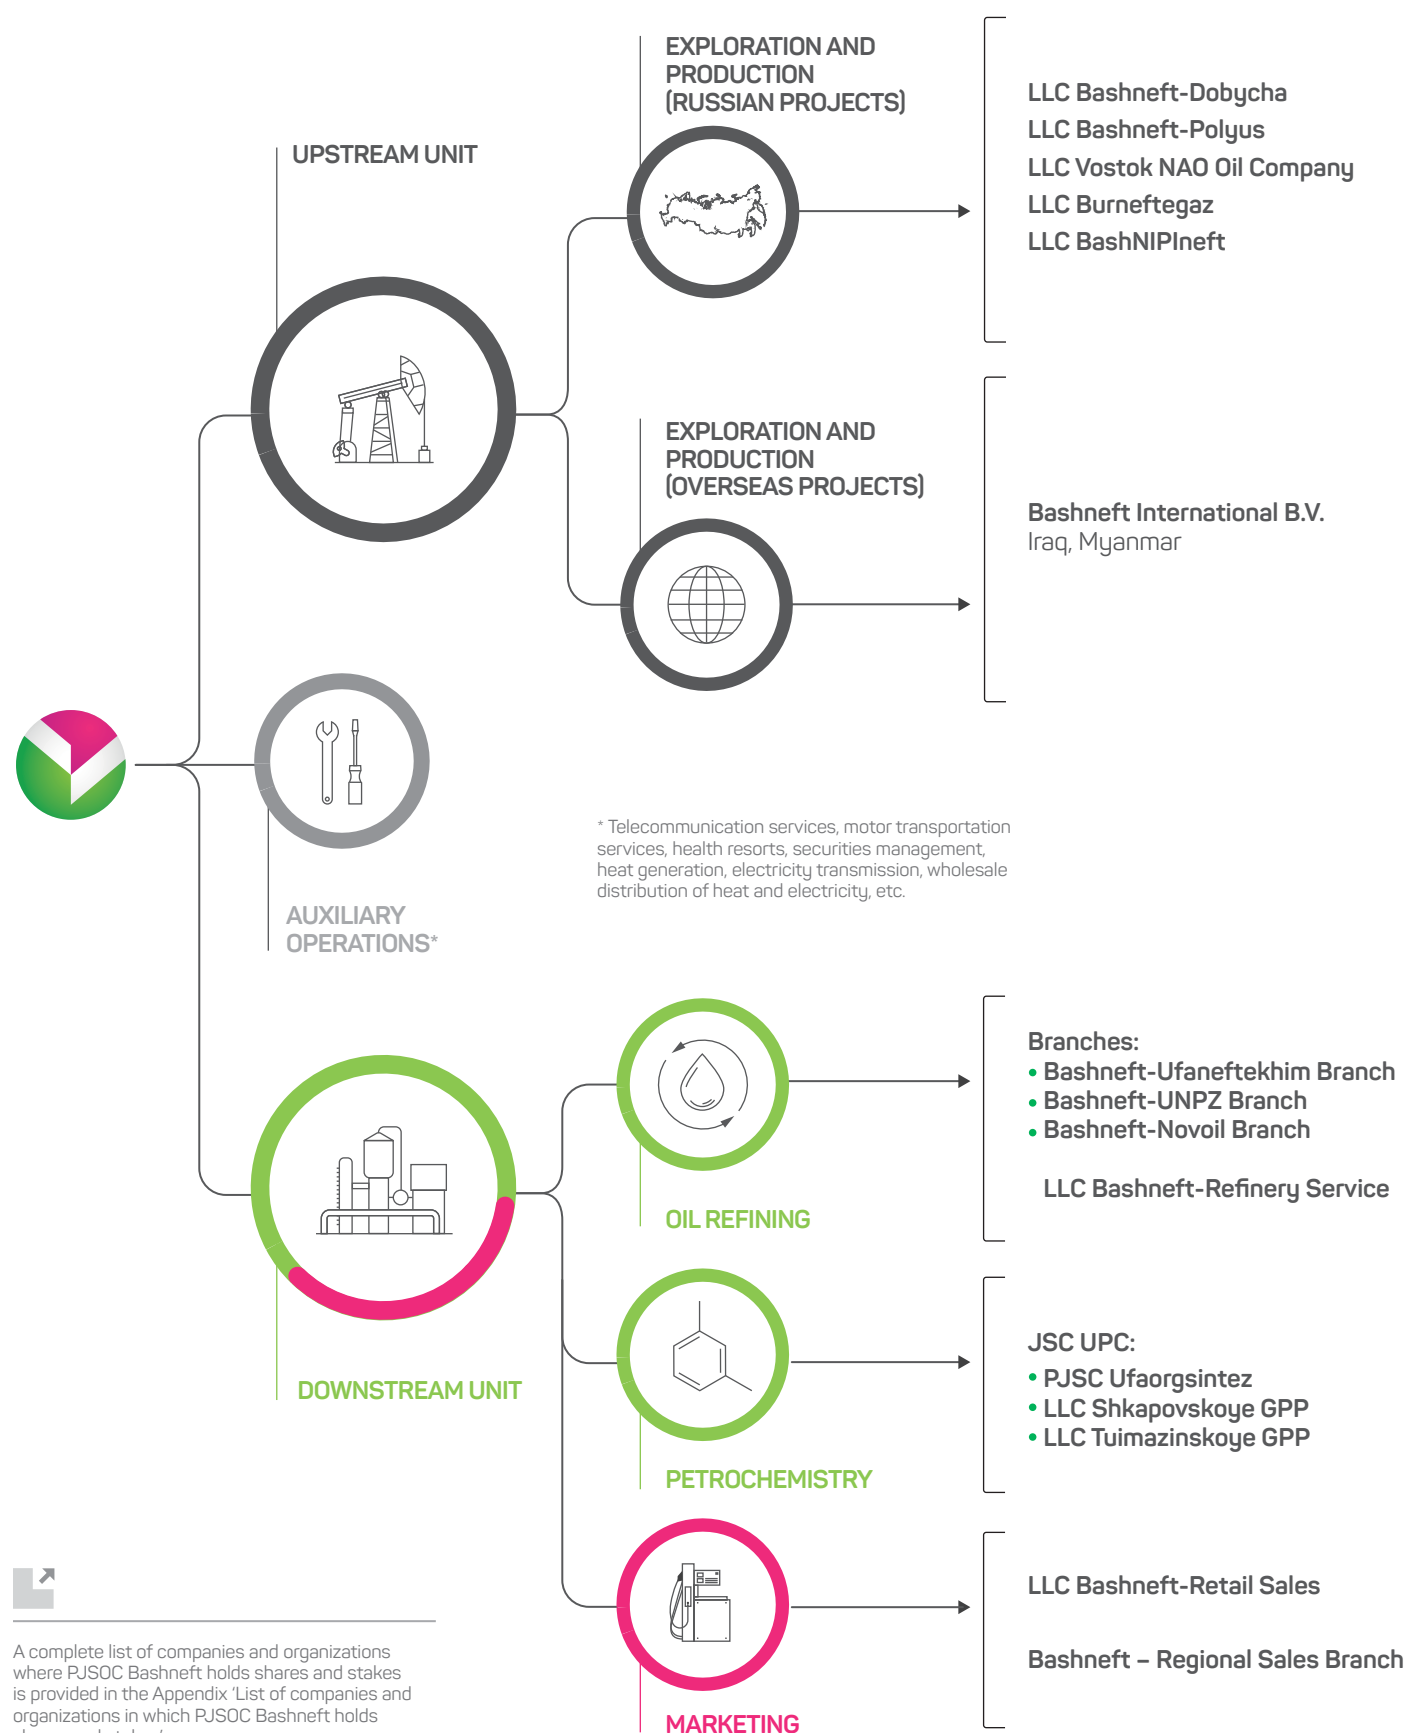 EXPLORATION AND
PRODUCTION
(RUSSIAN PROJECTS)
LLC Bashneft-Dobycha
LLC Bashneft-Polyus
LLC Vostok NAO Oil Company
LLC Burneftegaz
LLC BashNIPIneft
UPSTREAM UNIT
EXPLORATION AND
PRODUCTION
(OVERSEAS PROJECTS)
Bashneft International B.V.
Iraq, Myanmar
* Telecommunication services, motor transportation
services, health resorts, securities management,
heat generation, electricity transmission, wholesale
distribution of heat and electricity, etc.
AUXILIARY
OPERATIONS*
Branches:
• Bashneft-Ufaneftekhim Branch
• Bashneft-UNPZ Branch
• Bashneft-Novoil Branch
LLC Bashneft-Refinery Service
OIL REFINING
DOWNSTREAM UNIT
JSC UPC:
• PJSC Ufaorgsintez
• LLC Shkapovskoye GPP
• LLC Tuimazinskoye GPP
PETROCHEMISTRY
LLC Bashneft-Retail Sales
Bashneft – Regional Sales Branch
MARKETING
A complete list of companies and organizations
where PJSOC Bashneft holds shares and stakes
is provided in the Appendix ‘List of companies and
organizations in which PJSOC Bashneft holds